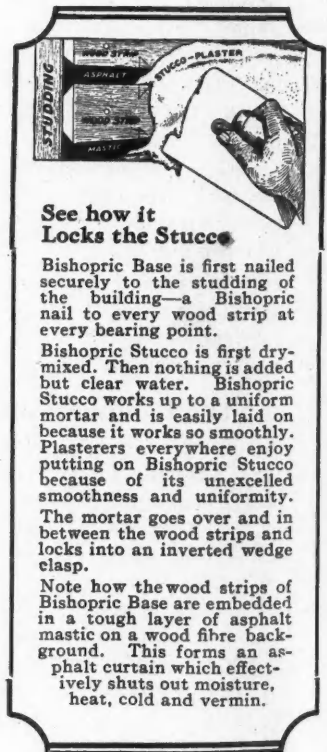 STUDDING
WOOD STRIP
ASPHALT
STUCCO-PLASTER
WOOD STRIP
MASTIC
See how it
Locks the Stucco
Bishopric Base is first nailed
securely to the studding of
the building—a Bishopric
nail to every wood strip at
every bearing point.
Bishopric Stucco is first dry-
mixed. Then nothing is added
but clear water. Bishopric
Stucco works up to a uniform
mortar and is easily laid on
because it works so smoothly.
Plasterers everywhere enjoy
putting on Bishopric Stucco
because of its unexcelled
smoothness and uniformity.
The mortar goes over and in
between the wood strips and
locks into an inverted wedge
clasp.
Note how the wood strips of
Bishopric Base are embedded
in a tough layer of asphalt
mastic on a wood fibre back-
ground. This forms an as-
phalt curtain which effect-
ively shuts out moisture,
heat, cold and vermin.